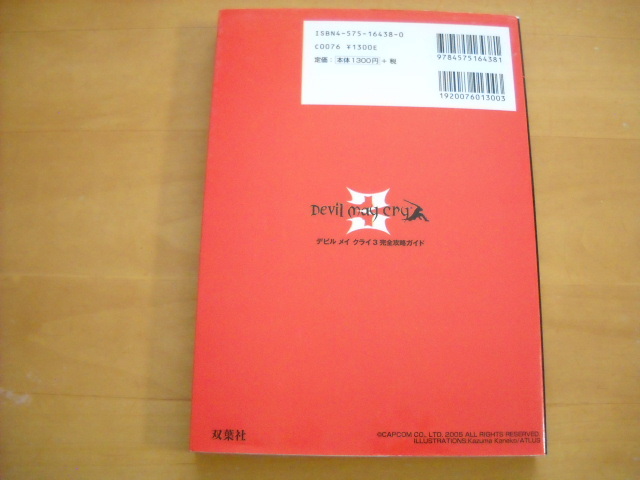 ISBN4-575-16438-0
C0076 ¥1300E
定価: 本体1,300円 + 税
9784575164381
1920076013003
3
Devil may cry
デビル メイ クライ3 完全攻略ガイド
双葉社
©CAPCOM CO., LTD. 2005 ALL RIGHTS RESERVED.
ILLUSTRATIONS:Kazuma Kaneko/ATLUS